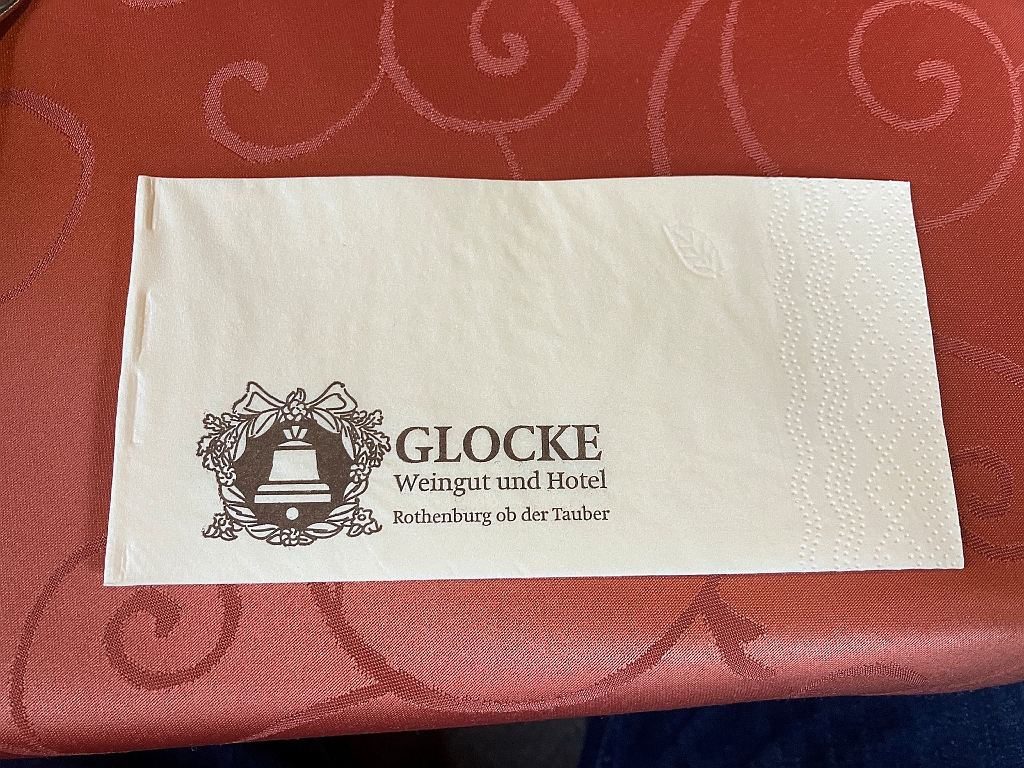 GLOCKE
Weingut und Hotel
Rothenburg ob der Tauber